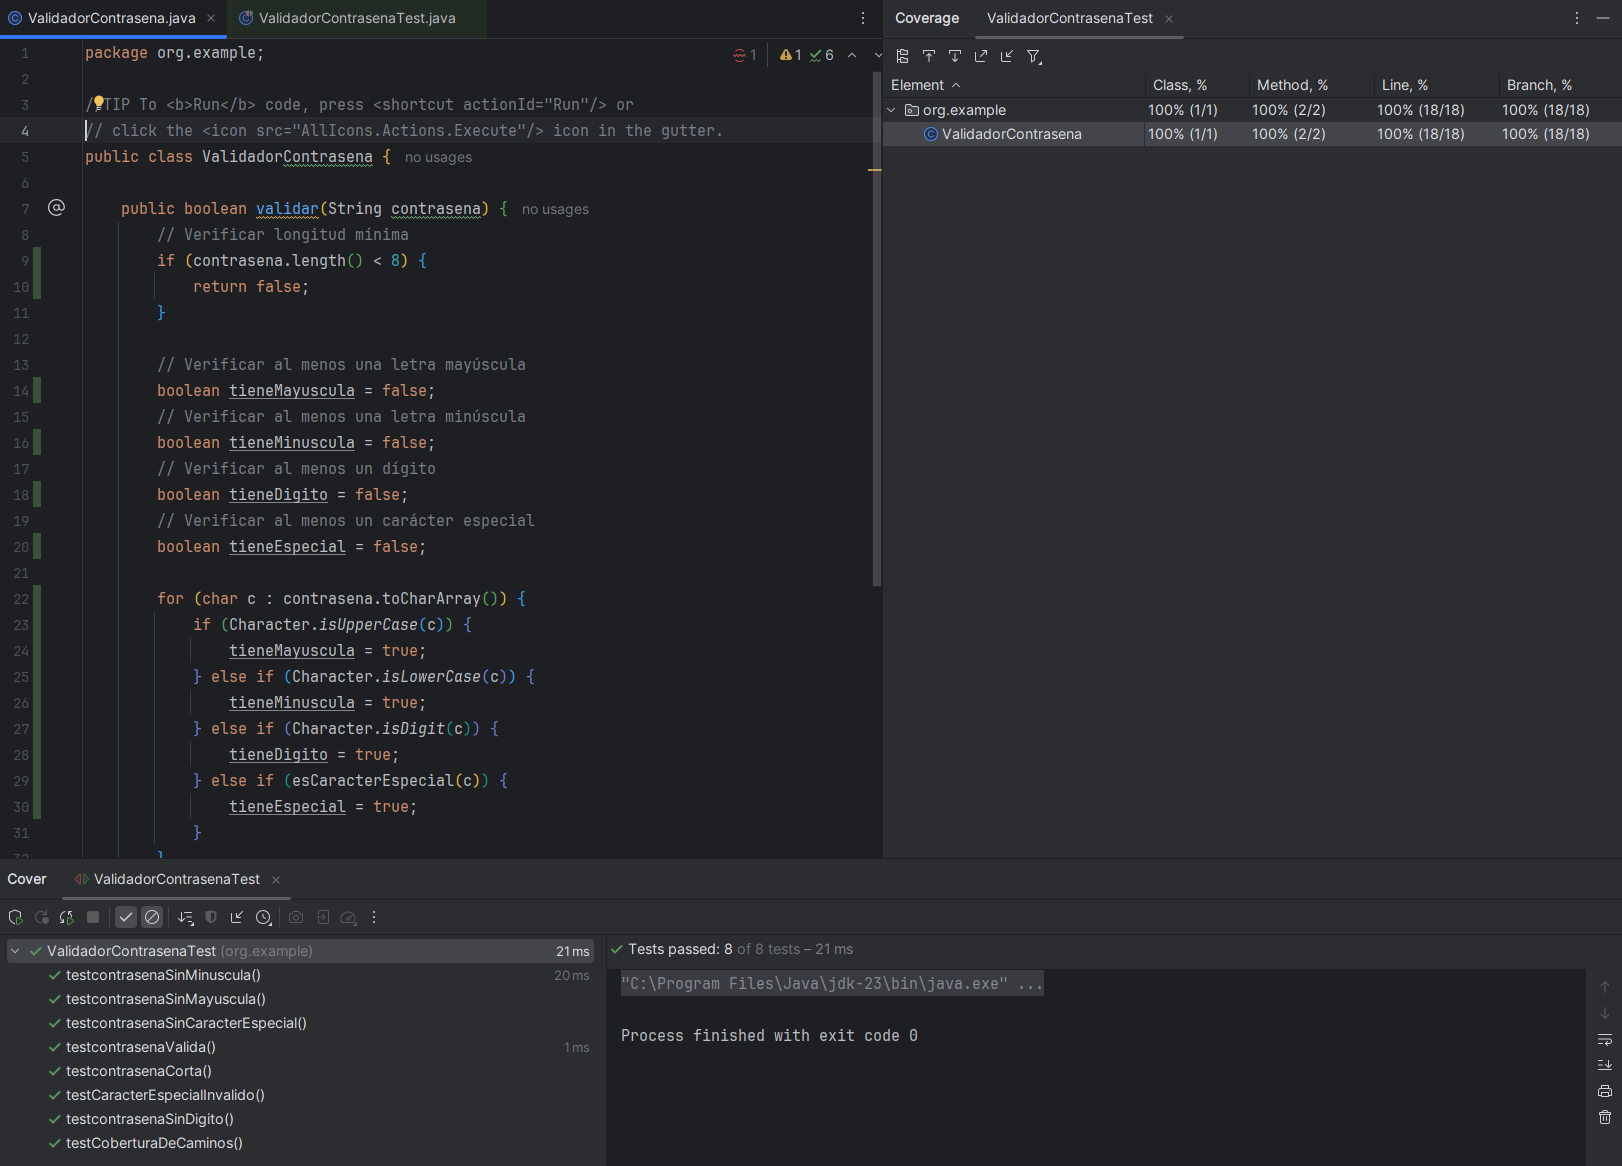 ValidadorContrasena.java
ValidadorContrasenaTest.java
1 package org.example;
2
3 //TIP To <b>Run</b> code, press <shortcut actionId="Run"/> or
4 // click the <icon src="AllIcons.Actions.Execute"/> icon in the gutter.
5 public class ValidadorContrasena { no usages
6
7 public boolean validar(String contrasena) { no usages
8 // Verificar longitud mínima
9 if (contrasena.length() < 8) {
10 return false;
11 }
12
13 // Verificar al menos una letra mayúscula
14 boolean tieneMayuscula = false;
15 // Verificar al menos una letra minúscula
16 boolean tieneMinuscula = false;
17 // Verificar al menos un dígito
18 boolean tieneDigito = false;
19 // Verificar al menos un carácter especial
20 boolean tieneEspecial = false;
21
22 for (char c : contrasena.toCharArray()) {
23 if (Character.isUpperCase(c)) {
24 tieneMayuscula = true;
25 } else if (Character.isLowerCase(c)) {
26 tieneMinuscula = true;
27 } else if (Character.isDigit(c)) {
28 tieneDigito = true;
29 } else if (esCaracterEspecial(c)) {
30 tieneEspecial = true;
31 }
32 }
1 1 6
Coverage ValidadorContrasenaTest
Element Class, % Method, % Line, % Branch, %
org.example 100% (1/1) 100% (2/2) 100% (18/18) 100% (18/18)
ValidadorContrasena 100% (1/1) 100% (2/2) 100% (18/18) 100% (18/18)
Cover ValidadorContrasenaTest
ValidadorContrasenaTest (org.example) 21 ms
testcontrasenaSinMinuscula() 20 ms
testcontrasenaSinMayuscula()
testcontrasenaSinCaracterEspecial()
testcontrasenaValida() 1 ms
testcontrasenaCorta()
testCaracterEspecialInvalido()
testcontrasenaSinDigito()
testCoberturaDeCaminos()
Tests passed: 8 of 8 tests – 21 ms
"C:\Program Files\Java\jdk-23\bin\java.exe" ...
Process finished with exit code 0